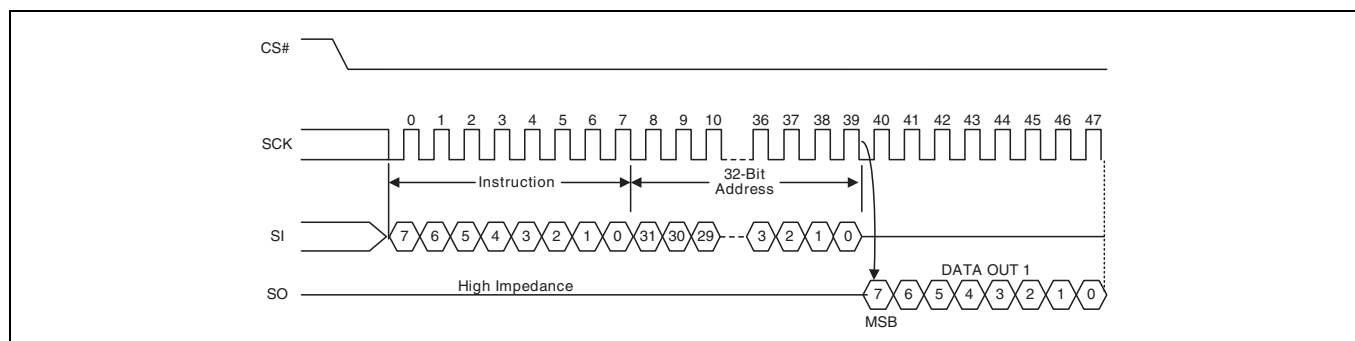 CS#
0 1 2 3 4 5 6 7 8 9 10 36 37 38 39 40 41 42 43 44 45 46 47
SCK
Instruction
32-Bit
Address
SI 7 6 5 4 3 2 1 0 31 30 29 3 2 1 0
DATA OUT 1
High Impedance
SO 7 6 5 4 3 2 1 0
MSB